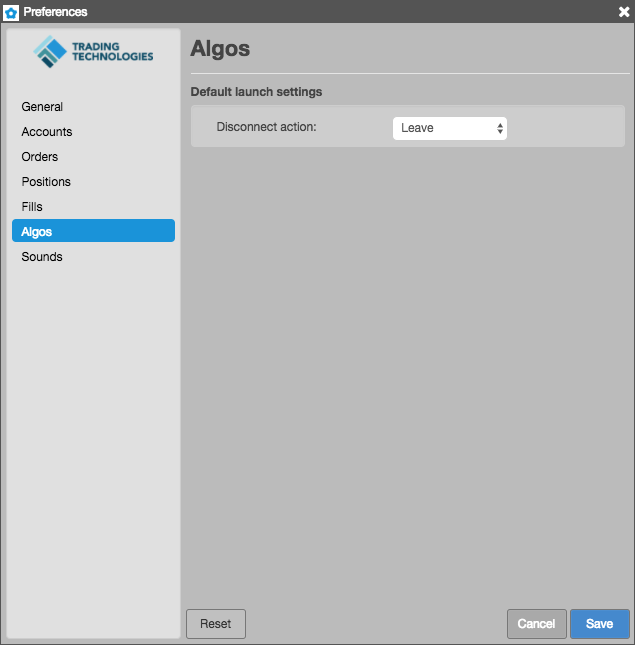 Preferences
TRADING
TECHNOLOGIES
General
Accounts
Orders
Positions
Fills
Algos
Sounds
Algos
Default launch settings
Disconnect action: Leave
Reset Cancel Save